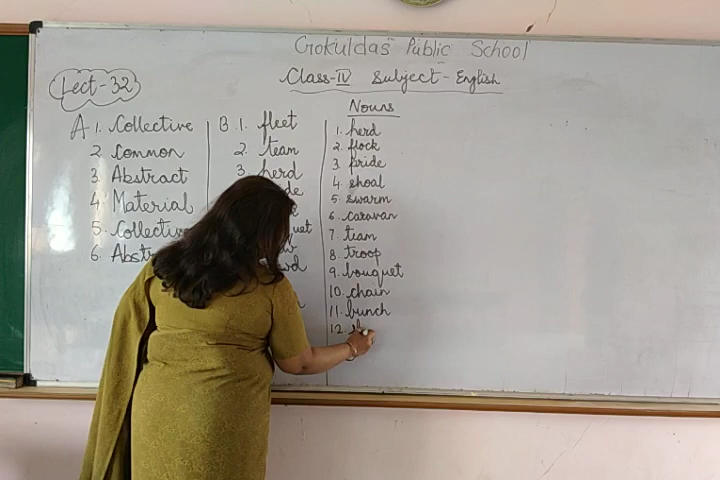 Gokuldas Public School
Class-IV Subject - English
Lect-32
Nouns
A 1. Collective
2. Common
3. Abstract
4. Material
5. Collective
6.
B. 1. fleet
2. team
3. herd
1. herd
2. flock
3. pride
4. shoal
5. swarm
6. caravan
7. team
8. troop
9. bouquet
10. chain
11. bunch
12.